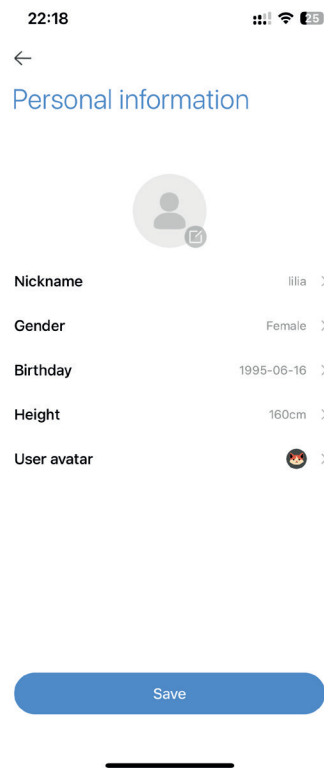 22:18
25
Personal information
Nickname lilia
Gender Female
Birthday 1995-06-16
Height 160cm
User avatar
Save